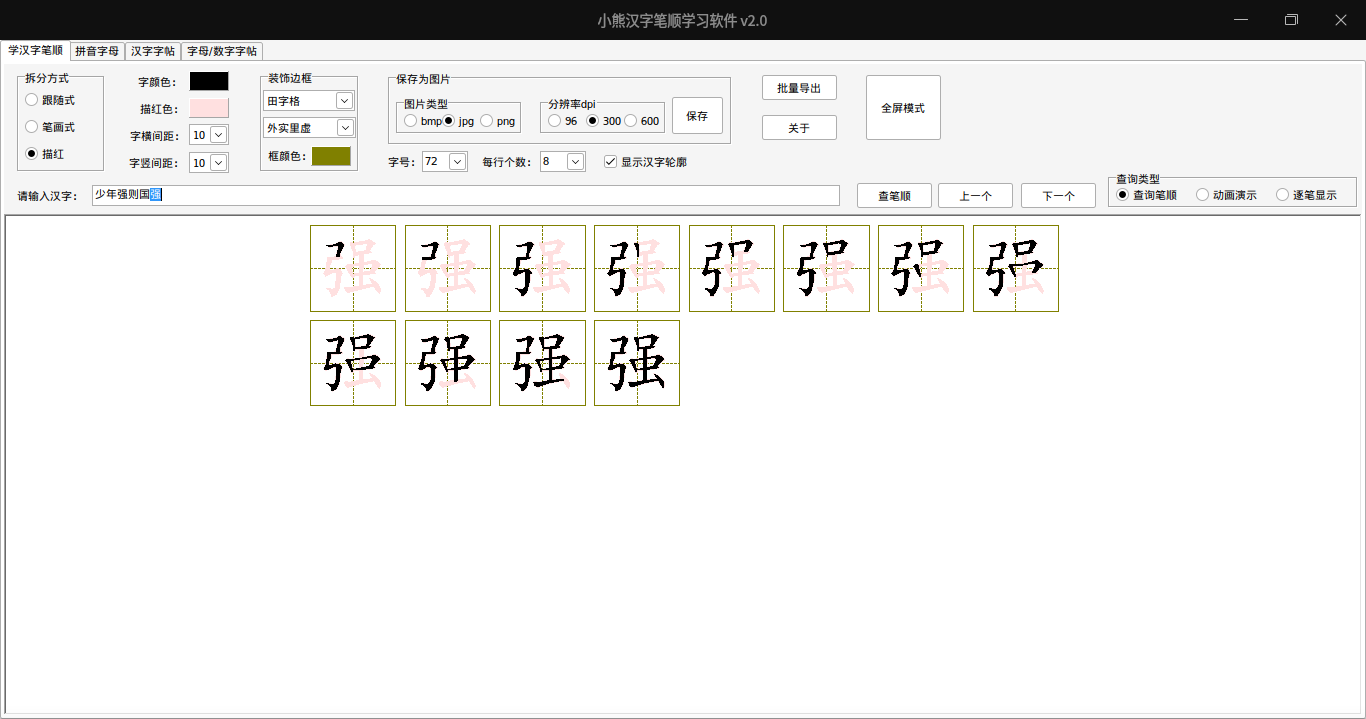 小熊汉字笔顺学习软件 v2.0
学汉字笔顺 拼音字母 汉字字帖 字母/数字字帖
拆分方式
跟随式
笔画式
描红
字颜色：
描红色：
字横间距： 10
字竖间距： 10
装饰边框
田字格
外实里虚
框颜色：
保存为图片
图片类型
bmp jpg png
分辨率dpi
96 300 600
保存
字号： 72 每行个数： 8 显示汉字轮廓
批量导出
关于
全屏模式
请输入汉字： 少年强则国强
查笔顺 上一个 下一个
查询类型
查询笔顺 动画演示 逐笔显示
强 强 强 强 强 强 强 强
强 强 强 强